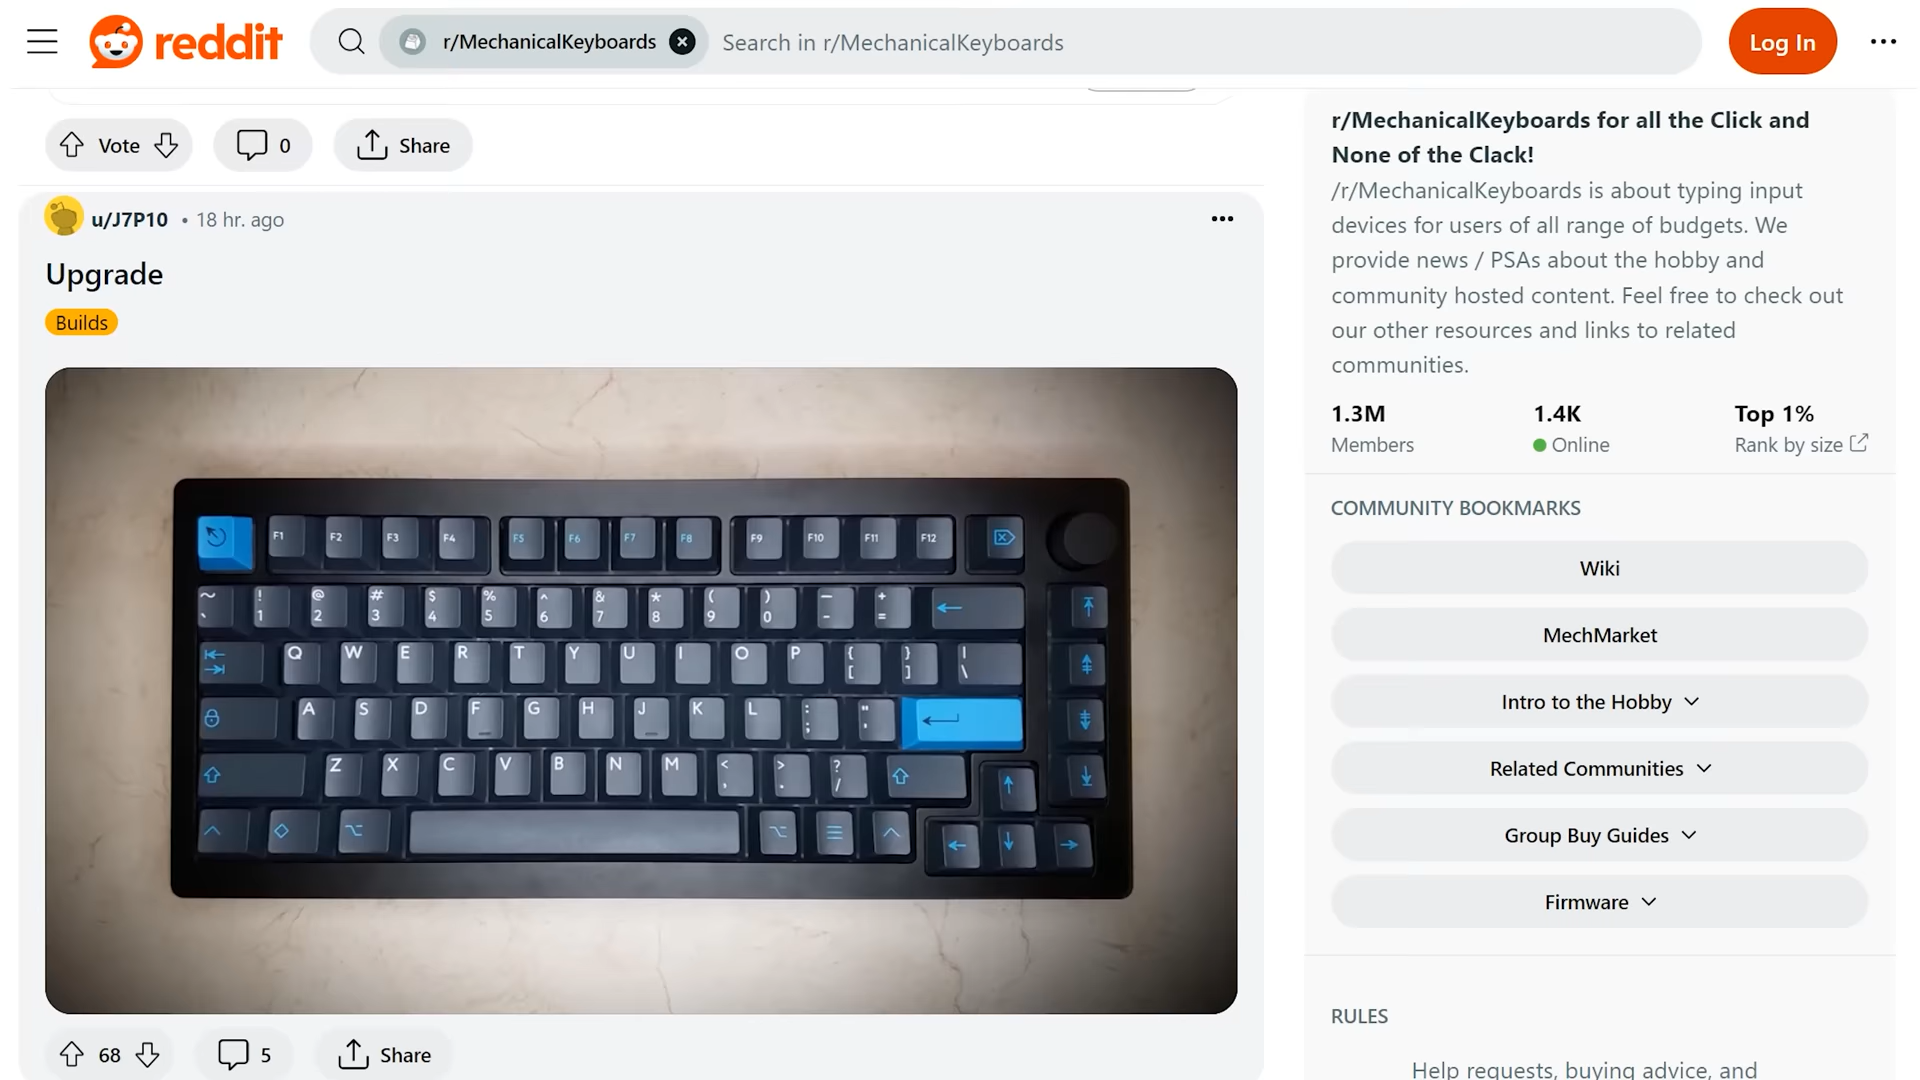 reddit
r/MechanicalKeyboards
Search in r/MechanicalKeyboards
Log In
Vote
0
Share
u/J7P10 • 18 hr. ago
Upgrade
Builds
F1 F2 F3 F4 F5 F6 F7 F8 F9 F10 F11 F12
~ ! @ # $ % ^ & * ( ) — +
` 1 2 3 4 5 6 7 8 9 0 - =
Q W E R T Y U I O P { } |
[ ] \
A S D F G H J K L : "
; '
Z X C V B N M < > ?
, . /
68
5
Share
r/MechanicalKeyboards for all the Click and
None of the Clack!
/r/MechanicalKeyboards is about typing input
devices for users of all range of budgets. We
provide news / PSAs about the hobby and
community hosted content. Feel free to check out
our other resources and links to related
communities.
1.3M
Members
1.4K
Online
Top 1%
Rank by size
COMMUNITY BOOKMARKS
Wiki
MechMarket
Intro to the Hobby
Related Communities
Group Buy Guides
Firmware
RULES
Help requests, buying advice, and